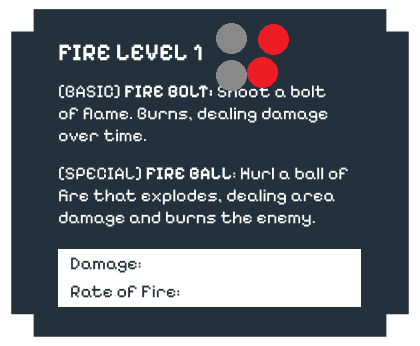 FIRE LEVEL 1
(BASIC) FIRE BOLT: Shoot a bolt
of flame. Burns, dealing damage
over time.
(SPECIAL) FIRE BALL: Hurl a ball of
fire that explodes, dealing area
damage and burns the enemy.
Damage:
Rate of Fire: